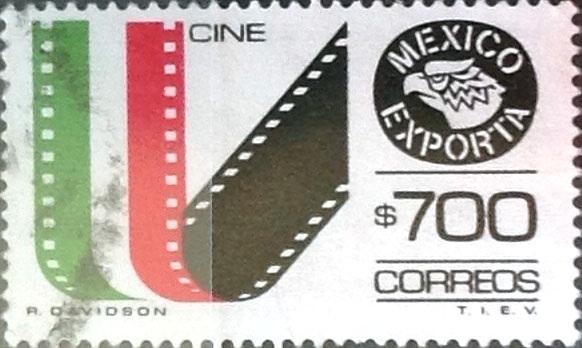 CINE
MEXICO
EXPORTA
$700
CORREOS
R. DAVIDSON
T. I. E. V.